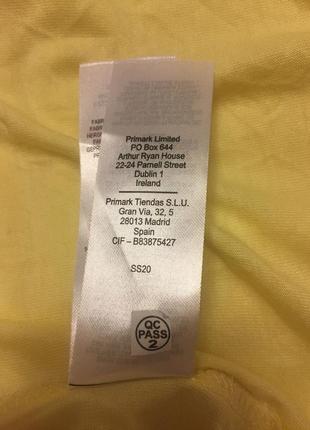 Primark Limited
PO Box 644
Arthur Ryan House
22-24 Parnell Street
Dublin 1
Ireland
Primark Tiendas S.L.U.
Gran Via, 32, 5
28013 Madrid
Spain
CIF – B83875427
SS20
QC
PASS
2